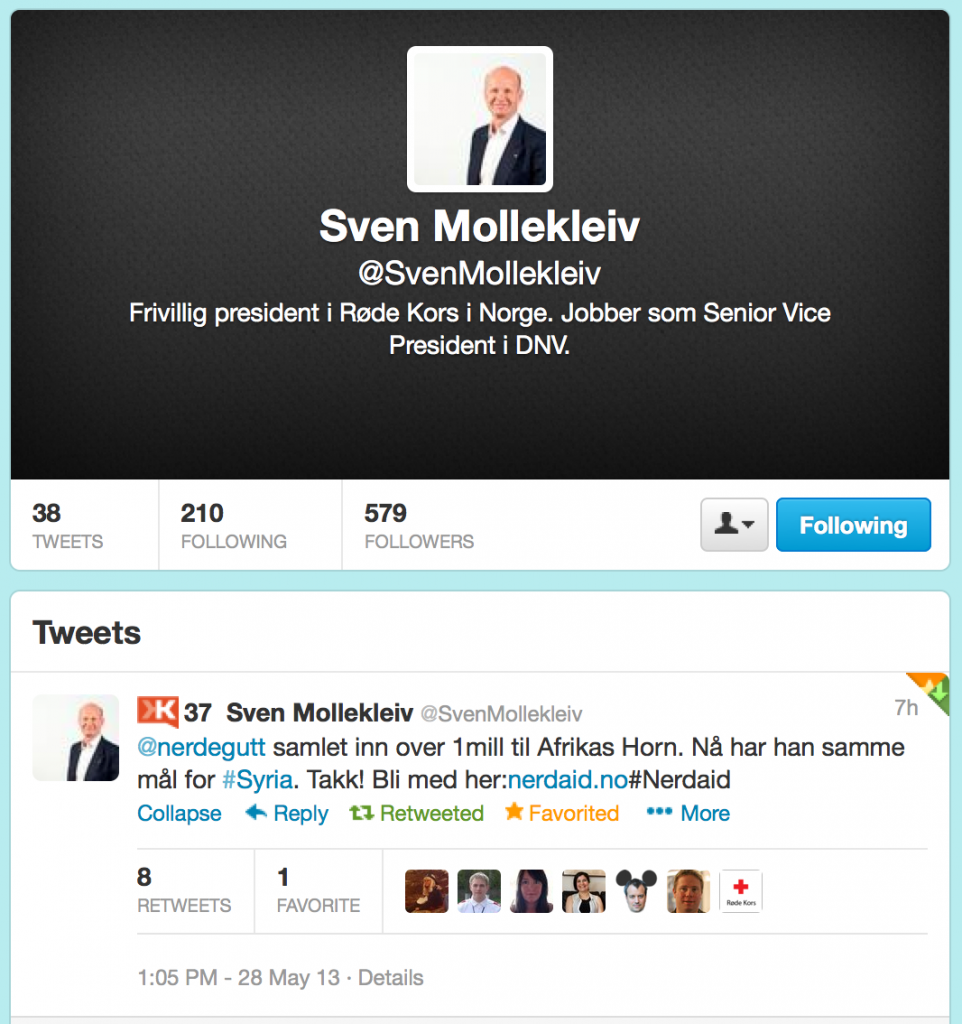 Sven Mollekleiv
@SvenMollekleiv
Frivillig president i Røde Kors i Norge. Jobber som Senior Vice
President i DNV.
38
TWEETS
210
FOLLOWING
579
FOLLOWERS
Following
Tweets
K 37 Sven Mollekleiv @SvenMollekleiv 7h
@nerdegutt samlet inn over 1mill til Afrikas Horn. Nå har han samme
mål for #Syria. Takk! Bli med her:nerdaid.no#Nerdaid
Collapse Reply Retweeted Favorited ••• More
8
RETWEETS
1
FAVORITE
Røde Kors
1:05 PM - 28 May 13 · Details